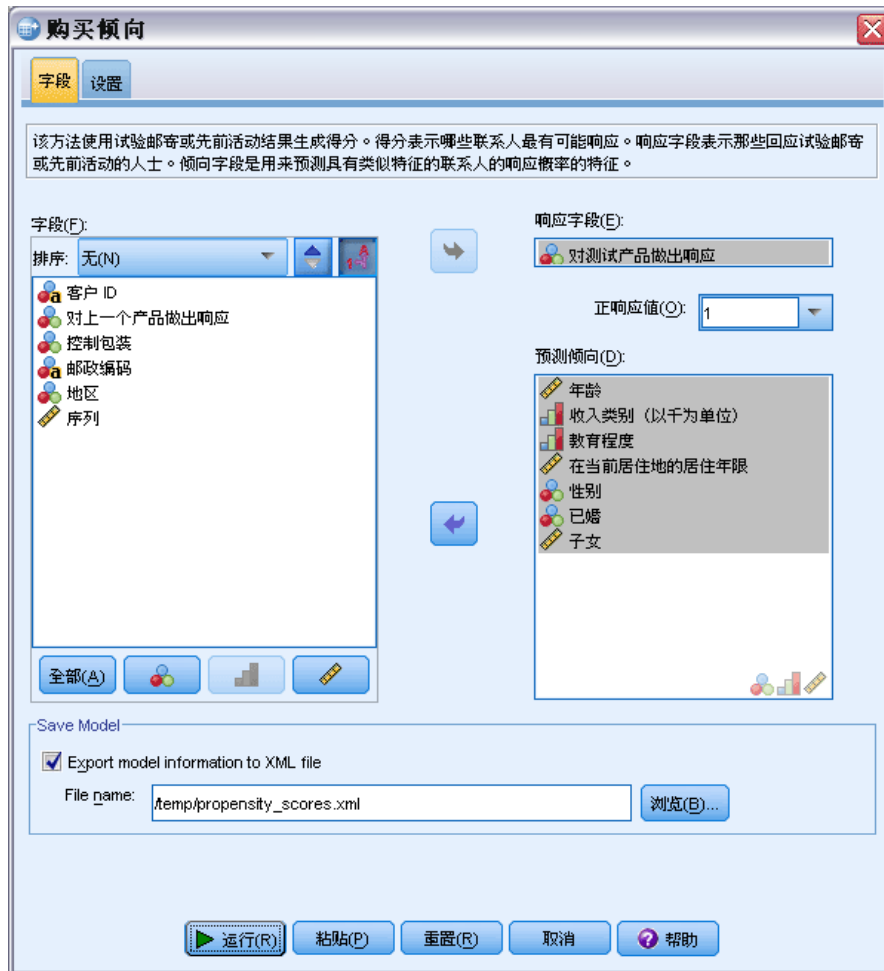 购买倾向
字段
设置
该方法使用试验邮寄或先前活动结果生成得分。得分表示哪些联系人最有可能响应。响应字段表示那些回应试验邮寄
或先前活动的人士。倾向字段是用来预测具有类似特征的联系人的响应概率的特征。
字段(F):
排序: 无(N)
客户 ID
对上一个产品做出响应
控制包装
邮政编码
地区
序列
全部(A)
响应字段(E):
对测试产品做出响应
正响应值(O): 1
预测倾向(D):
年龄
收入类别（以千为单位）
教育程度
在当前居住地的居住年限
性别
已婚
子女
Save Model
Export model information to XML file
File name: /temp/propensity_scores.xml 浏览(B)...
运行(R) 粘贴(P) 重置(R) 取消 帮助